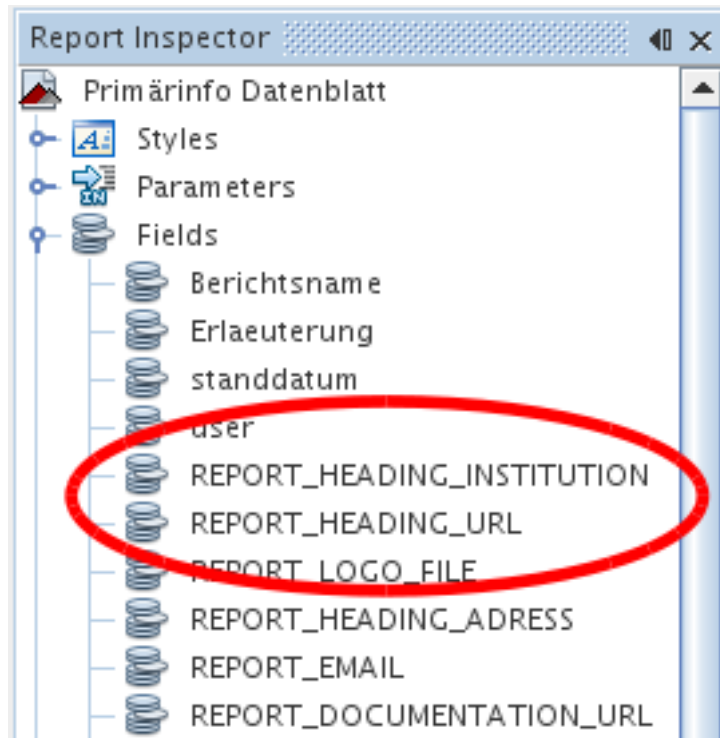 Report Inspector
Primärinfo Datenblatt
Styles
Parameters
Fields
Berichtsname
Erlaeuterung
standdatum
user
REPORT_HEADING_INSTITUTION
REPORT_HEADING_URL
REPORT_LOGO_FILE
REPORT_HEADING_ADRESS
REPORT_EMAIL
REPORT_DOCUMENTATION_URL